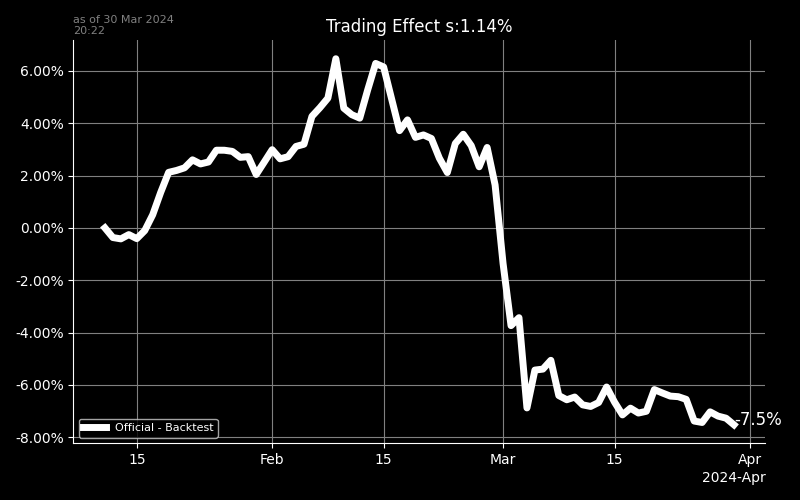 as of 30 Mar 2024
20:22
Trading Effect s:1.14%
6.00%
4.00%
2.00%
0.00%
-2.00%
-4.00%
-6.00%
-8.00%
-7.5%
Official - Backtest
15 Feb 15 Mar 15 Apr
2024-Apr